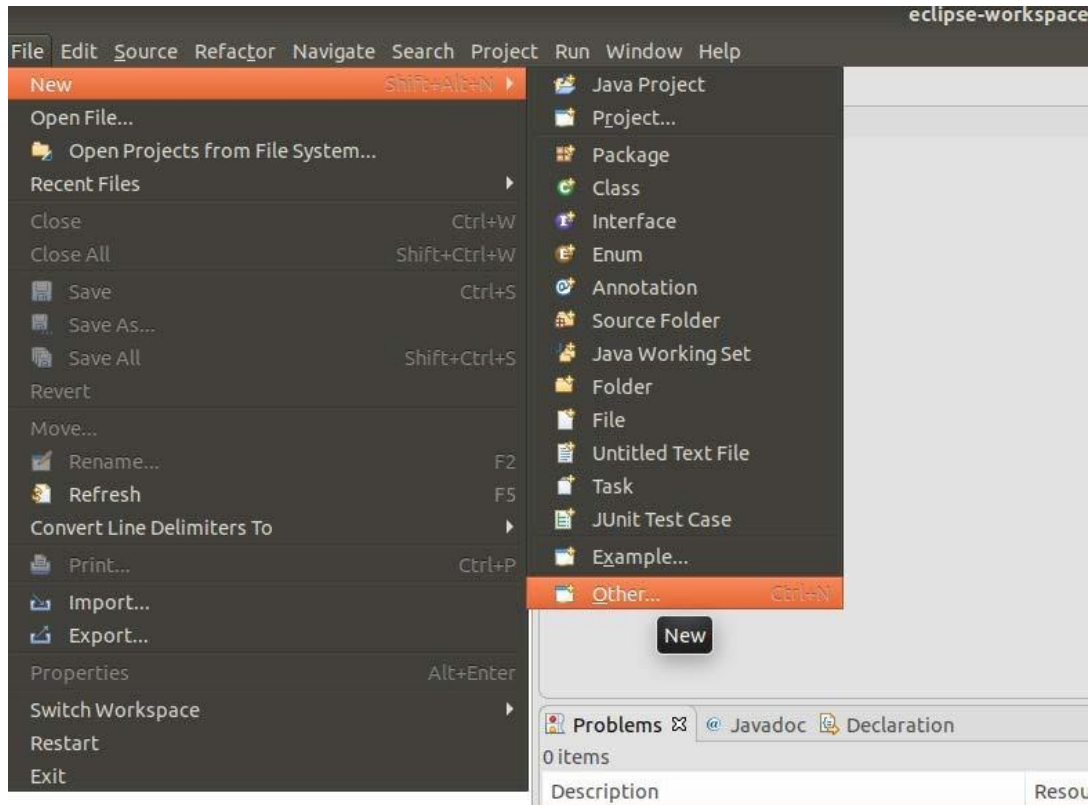 eclipse-workspace
File Edit Source Refactor Navigate Search Project Run Window Help
New Shift+Alt+N
Open File...
Open Projects from File System...
Recent Files
Close Ctrl+W
Close All Shift+Ctrl+W
Save Ctrl+S
Save As...
Save All Shift+Ctrl+S
Revert
Move...
Rename... F2
Refresh F5
Convert Line Delimiters To
Print... Ctrl+P
Import...
Export...
Properties Alt+Enter
Switch Workspace
Restart
Exit
Java Project
Project...
Package
Class
Interface
Enum
Annotation
Source Folder
Java Working Set
Folder
File
Untitled Text File
Task
JUnit Test Case
Example...
Other... Ctrl+N
New
Problems @ Javadoc Declaration
0 items
Description Resou